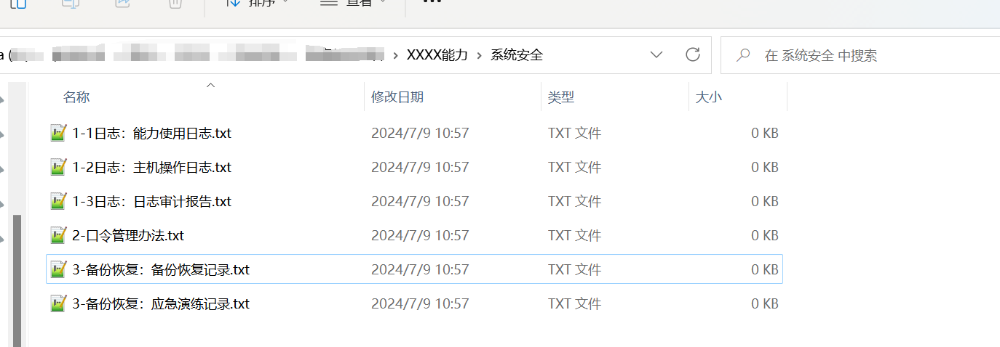 排序 查看
XXXX能力 系统安全 在 系统安全 中搜索
名称 修改日期 类型 大小
1-1日志：能力使用日志.txt 2024/7/9 10:57 TXT 文件 0 KB
1-2日志：主机操作日志.txt 2024/7/9 10:57 TXT 文件 0 KB
1-3日志：日志审计报告.txt 2024/7/9 10:57 TXT 文件 0 KB
2-口令管理办法.txt 2024/7/9 10:57 TXT 文件 0 KB
3-备份恢复：备份恢复记录.txt 2024/7/9 10:57 TXT 文件 0 KB
3-备份恢复：应急演练记录.txt 2024/7/9 10:57 TXT 文件 0 KB